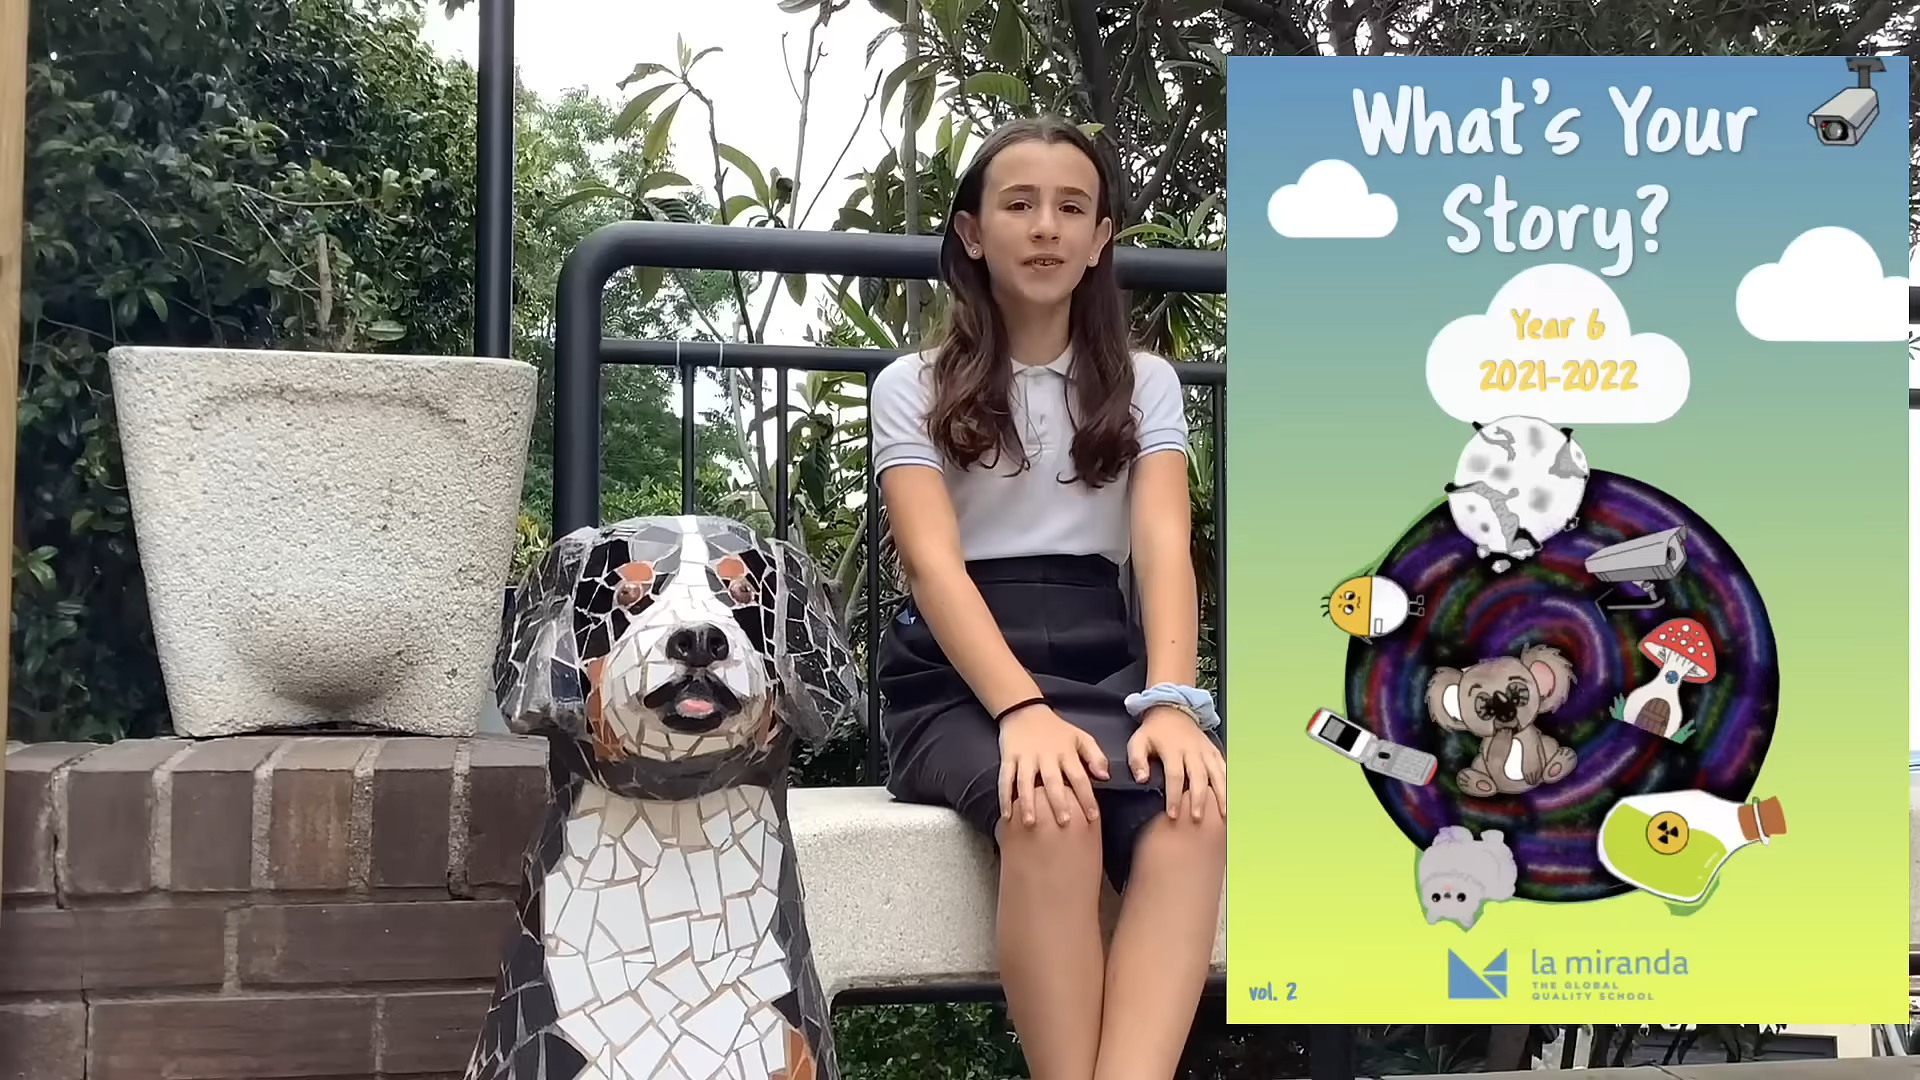 What's Your
Story?
Year 6
2021-2022
la miranda
THE GLOBAL
QUALITY SCHOOL
vol. 2